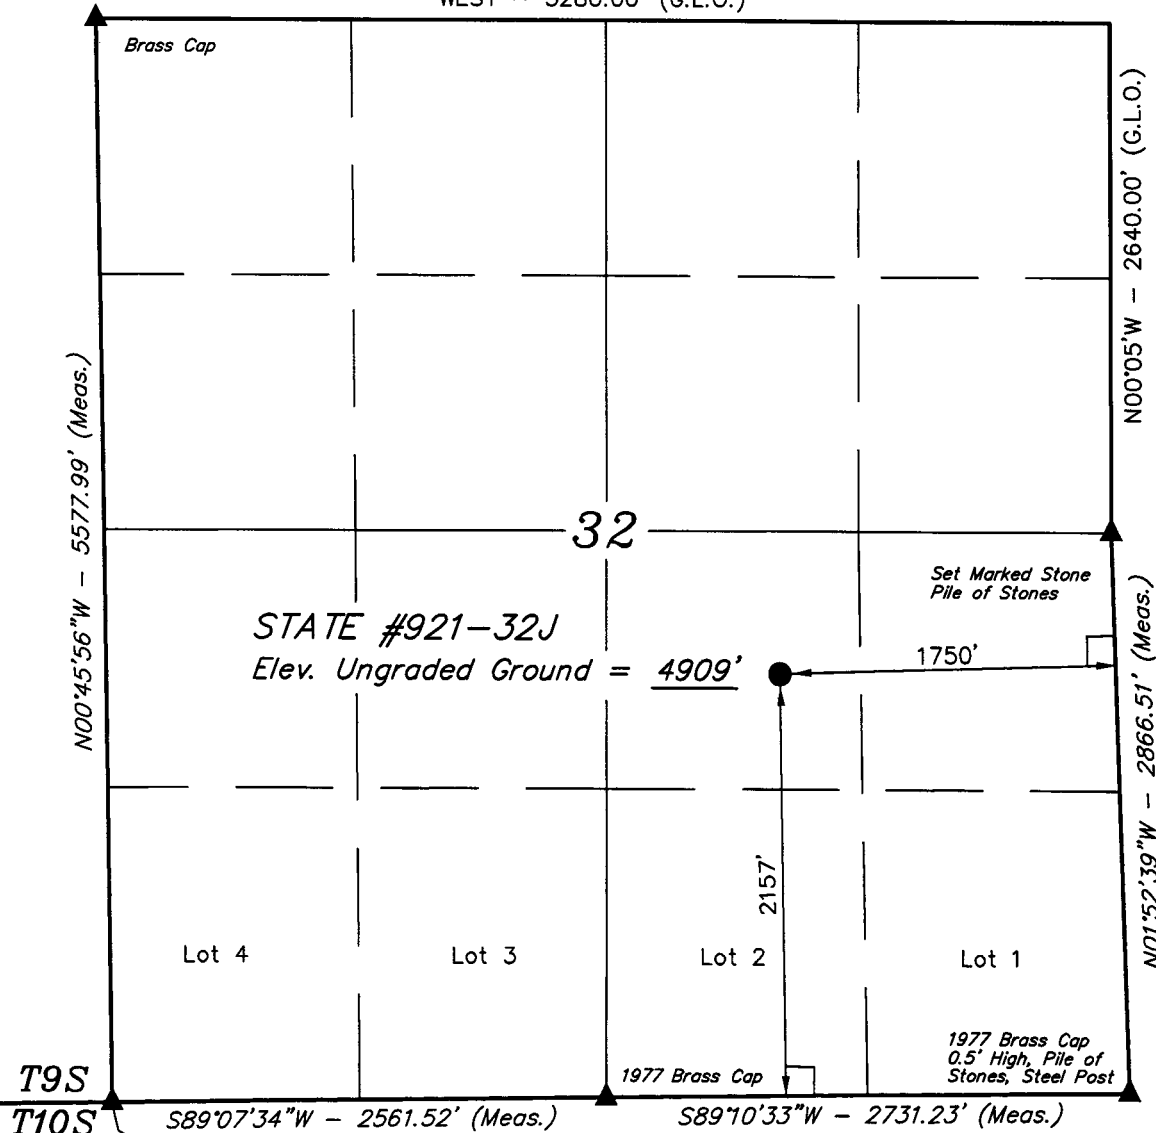 WEST - 5280.00' (G.L.O.)
Brass Cap
N00°05'W - 2640.00' (G.L.O.)
N00°45'56"W - 5577.99' (Meas.)
32
Set Marked Stone
Pile of Stones
STATE #921-32J
Elev. Ungraded Ground = 4909'
1750'
N01°52'39"W - 2866.51' (Meas.)
2157'
Lot 4
Lot 3
Lot 2
Lot 1
1977 Brass Cap
0.5' High, Pile of
Stones, Steel Post
1977 Brass Cap
T9S
T10S
S89°07'34"W - 2561.52' (Meas.)
S89°10'33"W - 2731.23' (Meas.)